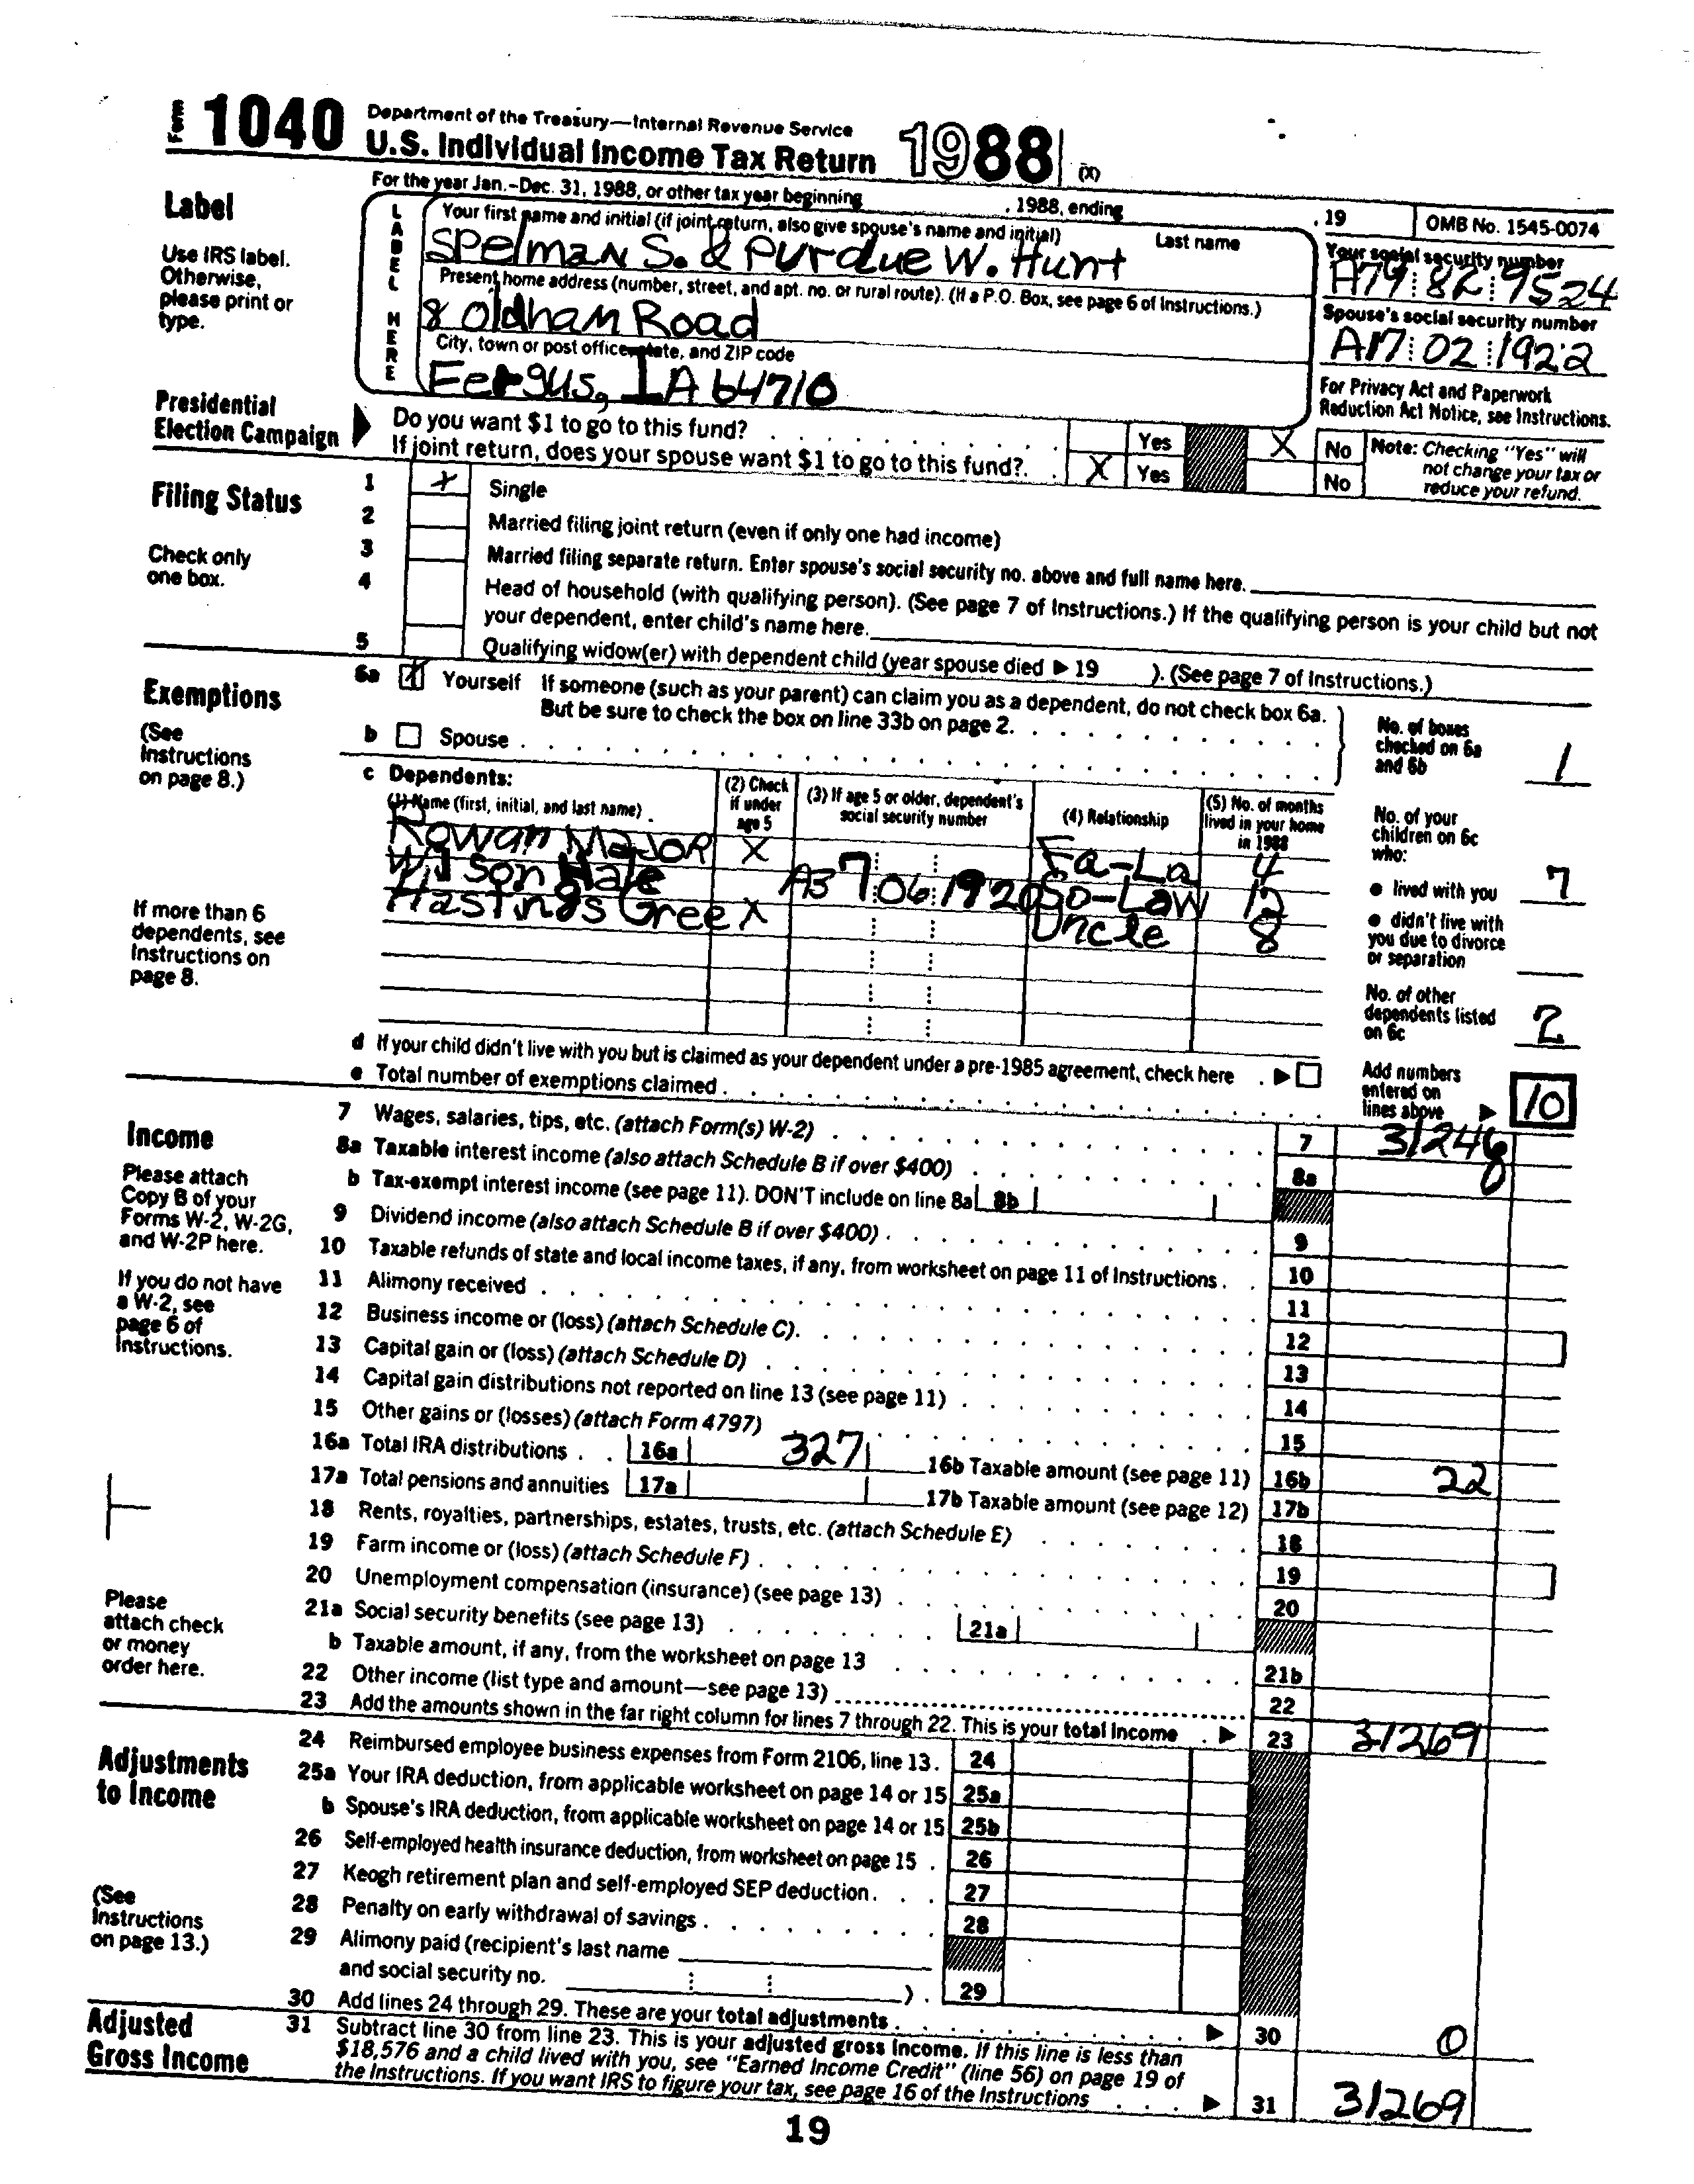 Form 1040 Department of the Treasury—Internal Revenue Service
U.S. Individual Income Tax Return 1988 (X)
For the year Jan.-Dec. 31, 1988, or other tax year beginning , 1988, ending , 19 OMB No. 1545-0074
Label
Use IRS label.
Otherwise,
please print or
type.
LABEL HERE
Your first name and initial (if joint return, also give spouse's name and initial) Last name
Spelman S. & Purdue W. Hunt
Your social security number
A79 82 9524
Present home address (number, street, and apt. no. or rural route). (If a P.O. Box, see page 6 of Instructions.)
8 Oldham Road
Spouse's social security number
A17 02 1922
City, town or post office, state, and ZIP code
Fergus, IA 64710
For Privacy Act and Paperwork
Reduction Act Notice, see Instructions.
Presidential
Election Campaign
Do you want $1 to go to this fund? Yes X No
If joint return, does your spouse want $1 to go to this fund? X Yes No
Note: Checking "Yes" will
not change your tax or
reduce your refund.
Filing Status
Check only
one box.
1 X Single
2 Married filing joint return (even if only one had income)
3 Married filing separate return. Enter spouse's social security no. above and full name here.
4 Head of household (with qualifying person). (See page 7 of Instructions.) If the qualifying person is your child but not
your dependent, enter child's name here.
5 Qualifying widow(er) with dependent child (year spouse died ▶ 19 ). (See page 7 of Instructions.)
Exemptions
(See
Instructions
on page 8.)
6a X Yourself If someone (such as your parent) can claim you as a dependent, do not check box 6a.
But be sure to check the box on line 33b on page 2.
b Spouse
No. of boxes
checked on 6a
and 6b 1
c Dependents:
(1) Name (first, initial, and last name)
(2) Check
if under
age 5
(3) If age 5 or older, dependent's
social security number
(4) Relationship
(5) No. of months
lived in your home
in 1988
Rowan Major X Fa-La 4
Wilson Hale A37 06 1920 So-Law 12
Hastings Gree X Uncle 8
If more than 6
dependents, see
Instructions on
page 8.
No. of your
children on 6c
who:
● lived with you 7
● didn't live with
you due to divorce
or separation
No. of other
dependents listed
on 6c 2
d If your child didn't live with you but is claimed as your dependent under a pre-1985 agreement, check here ▶
e Total number of exemptions claimed
Add numbers
entered on
lines above ▶ 10
Income
Please attach
Copy B of your
Forms W-2, W-2G,
and W-2P here.
If you do not have
a W-2, see
page 6 of
Instructions.
Please
attach check
or money
order here.
7 Wages, salaries, tips, etc. (attach Form(s) W-2) 7 31246
8a Taxable interest income (also attach Schedule B if over $400) 8a
b Tax-exempt interest income (see page 11). DON'T include on line 8a 8b
9 Dividend income (also attach Schedule B if over $400) 9
10 Taxable refunds of state and local income taxes, if any, from worksheet on page 11 of Instructions 10
11 Alimony received 11
12 Business income or (loss) (attach Schedule C) 12
13 Capital gain or (loss) (attach Schedule D) 13
14 Capital gain distributions not reported on line 13 (see page 11) 14
15 Other gains or (losses) (attach Form 4797) 15
16a Total IRA distributions 16a 327 16b Taxable amount (see page 11) 16b 22
17a Total pensions and annuities 17a 17b Taxable amount (see page 12) 17b
18 Rents, royalties, partnerships, estates, trusts, etc. (attach Schedule E) 18
19 Farm income or (loss) (attach Schedule F) 19
20 Unemployment compensation (insurance) (see page 13) 20
21a Social security benefits (see page 13) 21a
b Taxable amount, if any, from the worksheet on page 13 21b
22 Other income (list type and amount—see page 13) 22
23 Add the amounts shown in the far right column for lines 7 through 22. This is your total income ▶ 23 31269
Adjustments
to Income
(See
Instructions
on page 13.)
24 Reimbursed employee business expenses from Form 2106, line 13. 24
25a Your IRA deduction, from applicable worksheet on page 14 or 15 25a
b Spouse's IRA deduction, from applicable worksheet on page 14 or 15 25b
26 Self-employed health insurance deduction, from worksheet on page 15 26
27 Keogh retirement plan and self-employed SEP deduction 27
28 Penalty on early withdrawal of savings 28
29 Alimony paid (recipient's last name
and social security no. ) 29
30 Add lines 24 through 29. These are your total adjustments ▶ 30 0
Adjusted
Gross Income
31 Subtract line 30 from line 23. This is your adjusted gross income. If this line is less than
$18,576 and a child lived with you, see "Earned Income Credit" (line 56) on page 19 of
the Instructions. If you want IRS to figure your tax, see page 16 of the Instructions ▶ 31 31269
19